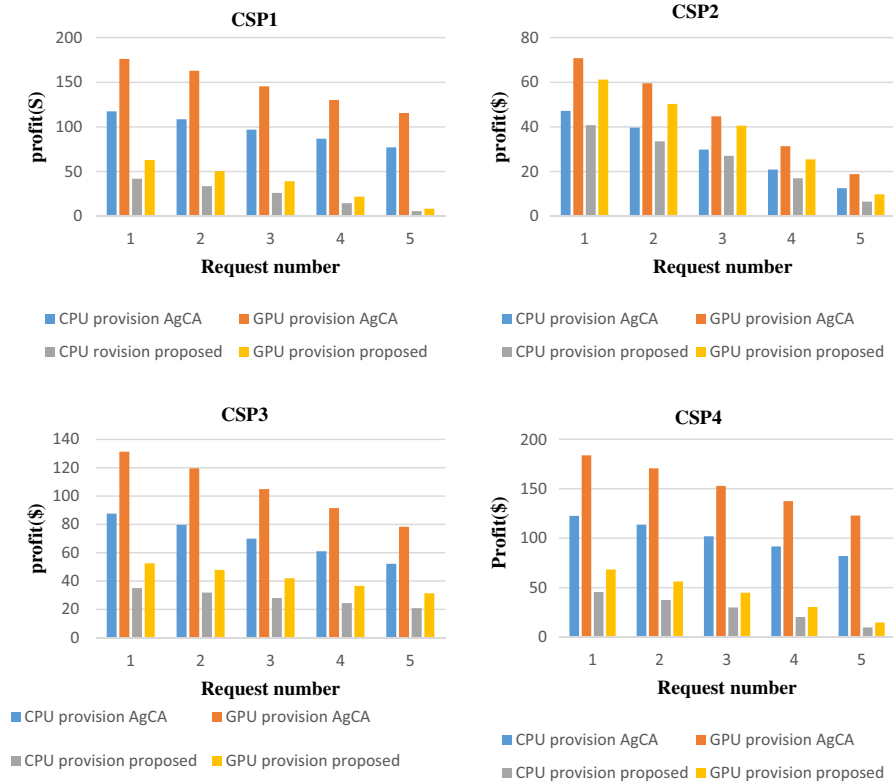 CSP1
profit(S)
200
150
100
50
0
1 2 3 4 5
Request number
CPU provision AgCA GPU provision AgCA
CPU rovision proposed GPU provision proposed
CSP2
profit($)
80
60
40
20
0
1 2 3 4 5
Request number
CPU provision AgCA GPU provision AgCA
CPU provision proposed GPU provision proposed
CSP3
profit($)
140
120
100
80
60
40
20
0
1 2 3 4 5
Request number
CPU provision AgCA GPU provision AgCA
CPU provision proposed GPU provision proposed
CSP4
Profit($)
200
150
100
50
0
1 2 3 4 5
Request number
CPU provision AgCA GPU provision AgCA
CPU provision proposed GPU provision proposed